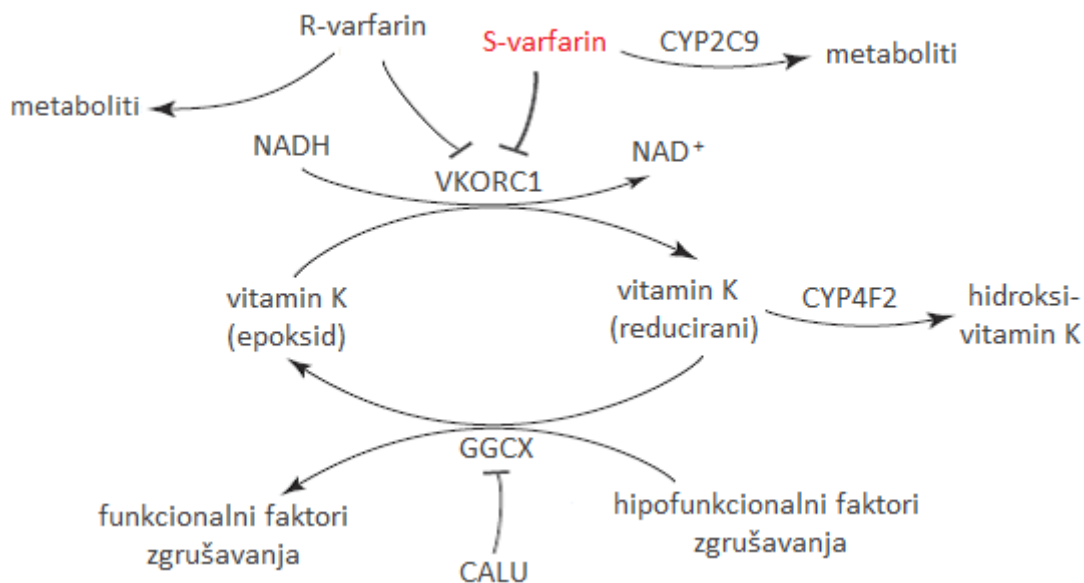 R-varfarin
S-varfarin
CYP2C9
metaboliti
metaboliti
NADH
NAD⁺
VKORC1
vitamin K
(epoksid)
vitamin K
(reducirani)
CYP4F2
hidroksi-
vitamin K
GGCX
funkcionalni faktori
zgrušavanja
hipofunkcionalni faktori
zgrušavanja
CALU